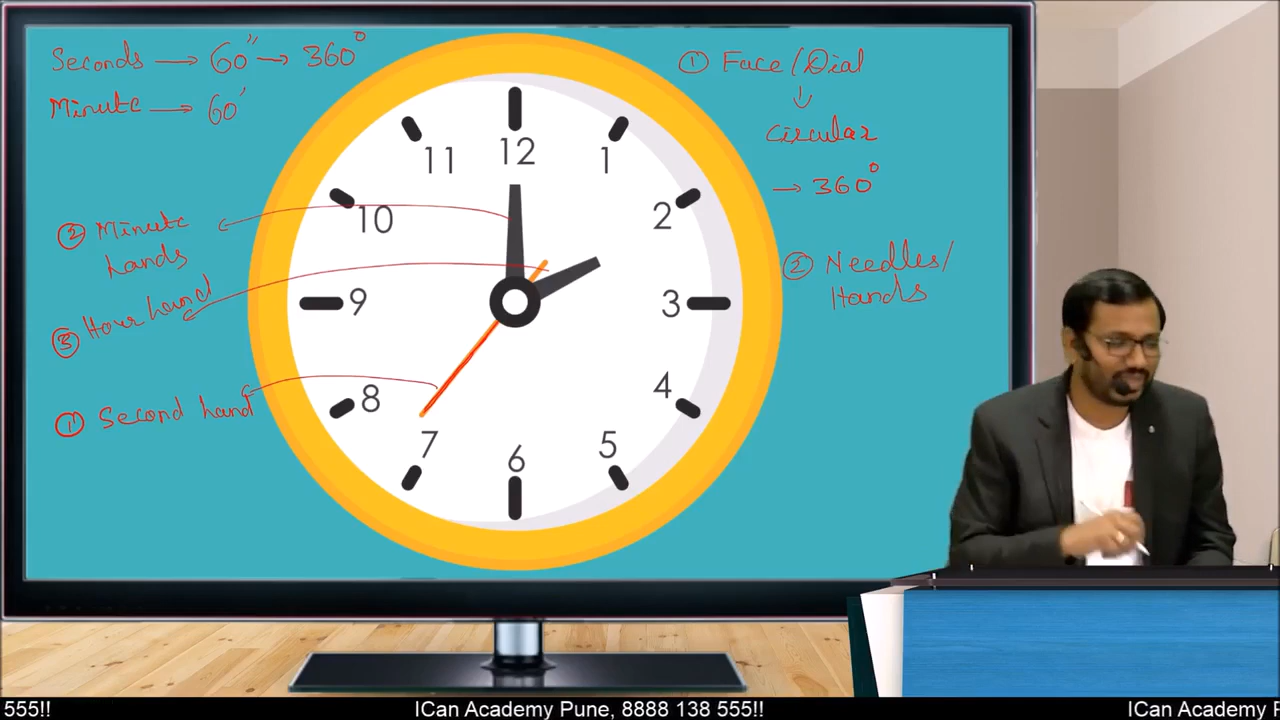 Seconds → 60" → 360°
Minute → 60'
② Minute
hands
③ Hour hand
① Second hand
12
1
2
3
4
5
6
7
8
9
10
11
① Face/Dial
↓
Circular
→ 360°
② Needles/
Hands
555!!
ICan Academy Pune, 8888 138 555!!
ICan Academy P